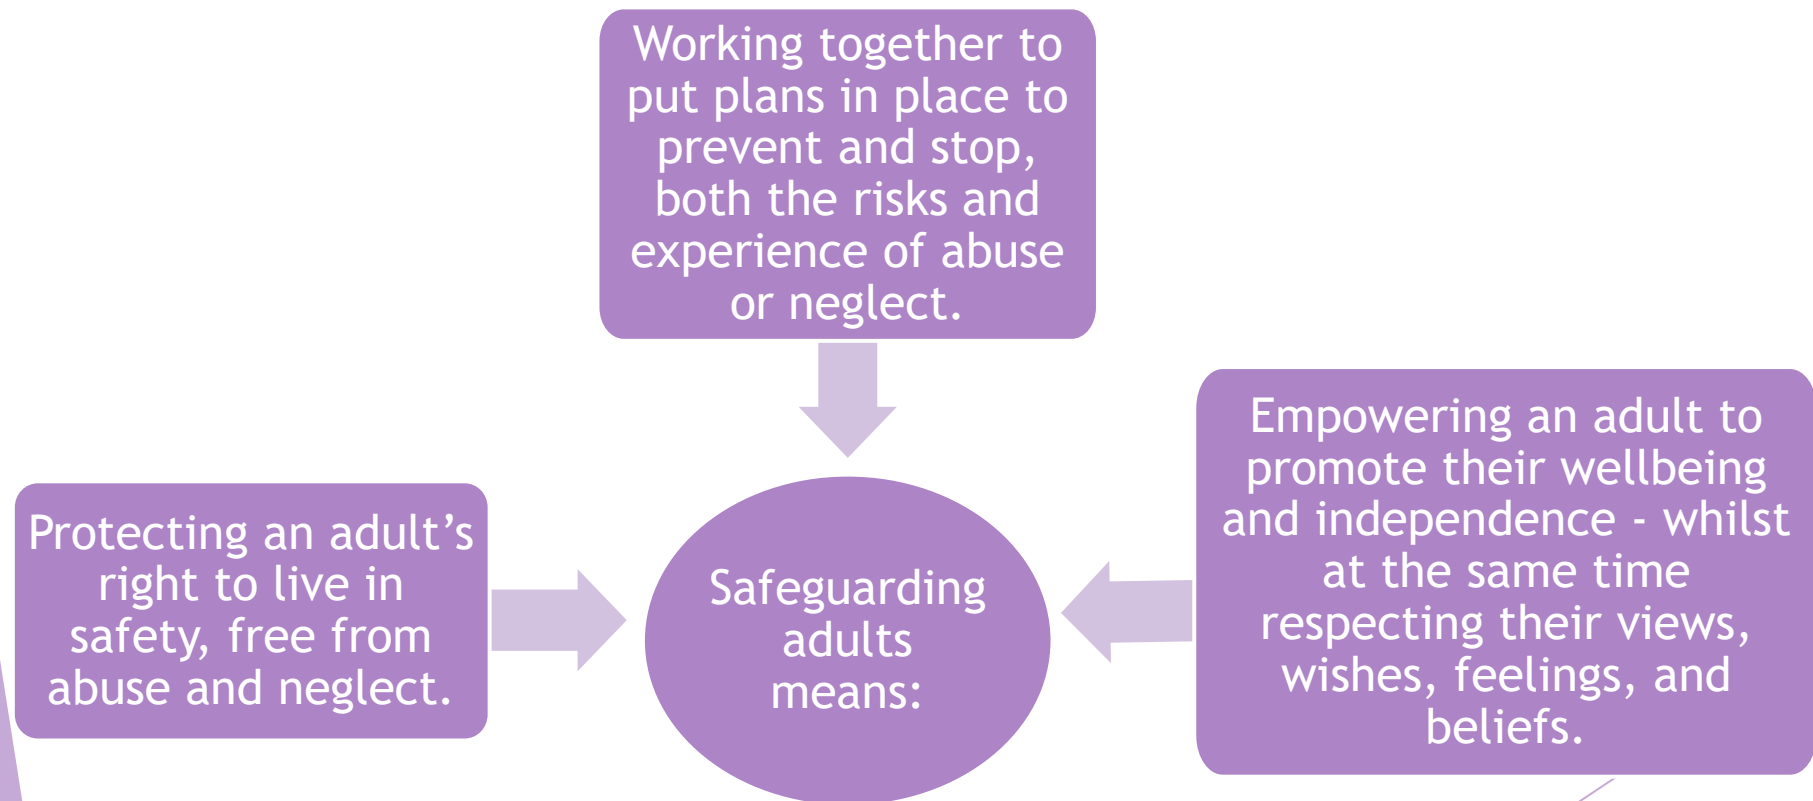 Working together to
put plans in place to
prevent and stop,
both the risks and
experience of abuse
or neglect.
Protecting an adult’s
right to live in
safety, free from
abuse and neglect.
Safeguarding
adults
means:
Empowering an adult to
promote their wellbeing
and independence - whilst
at the same time
respecting their views,
wishes, feelings, and
beliefs.